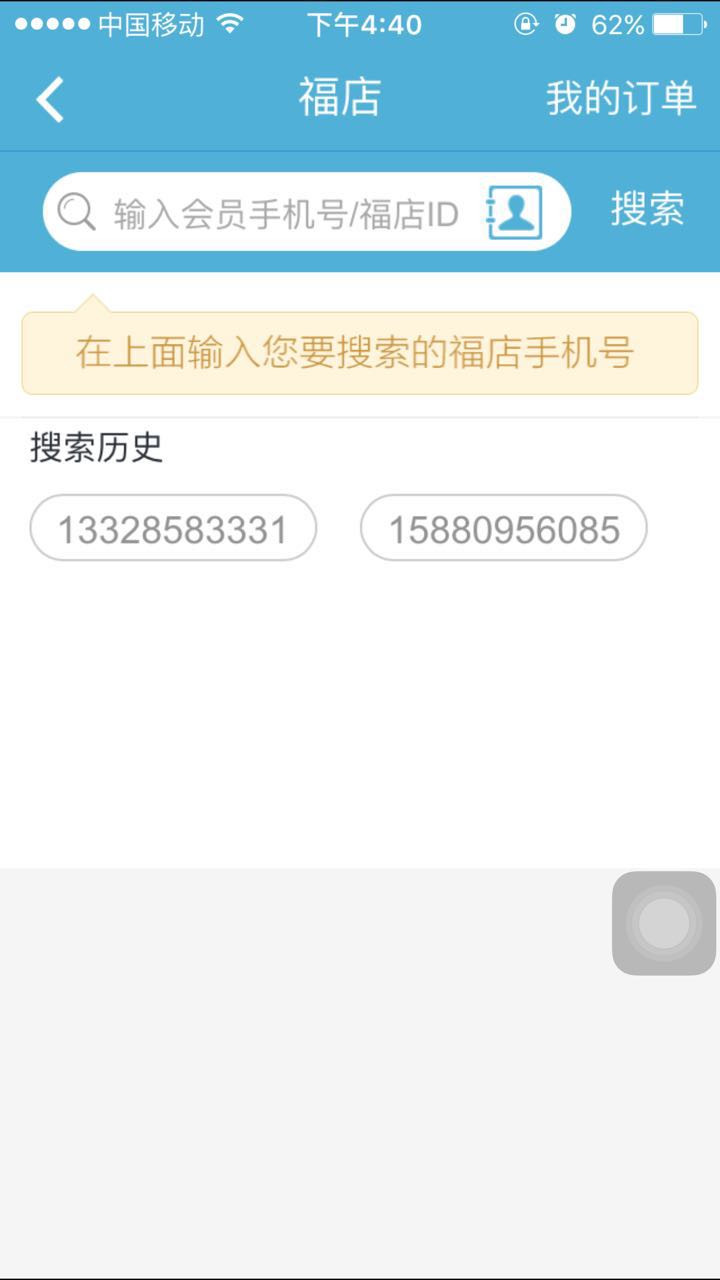 中国移动 下午4:40 62%
福店 我的订单
输入会员手机号/福店ID 搜索
在上面输入您要搜索的福店手机号
搜索历史
13328583331 15880956085